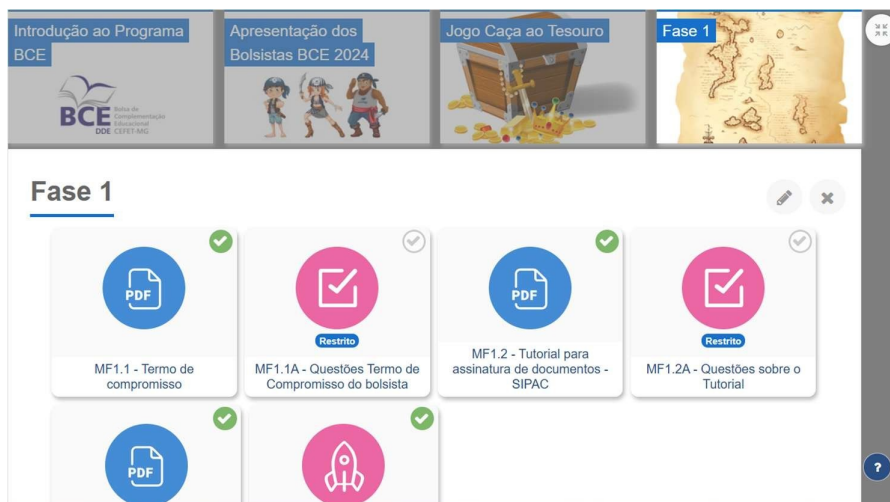 Introdução ao Programa
BCE
BCE
Bolsa de
Complementação
Educacional
DDE CEFET-MG
Apresentação dos
Bolsistas BCE 2024
Jogo Caça ao Tesouro
Fase 1
Fase 1
PDF
Restrito
PDF
Restrito
MF1.1 - Termo de
compromisso
MF1.1A - Questões Termo de
Compromisso do bolsista
MF1.2 - Tutorial para
assinatura de documentos -
SIPAC
MF1.2A - Questões sobre o
Tutorial
PDF
?